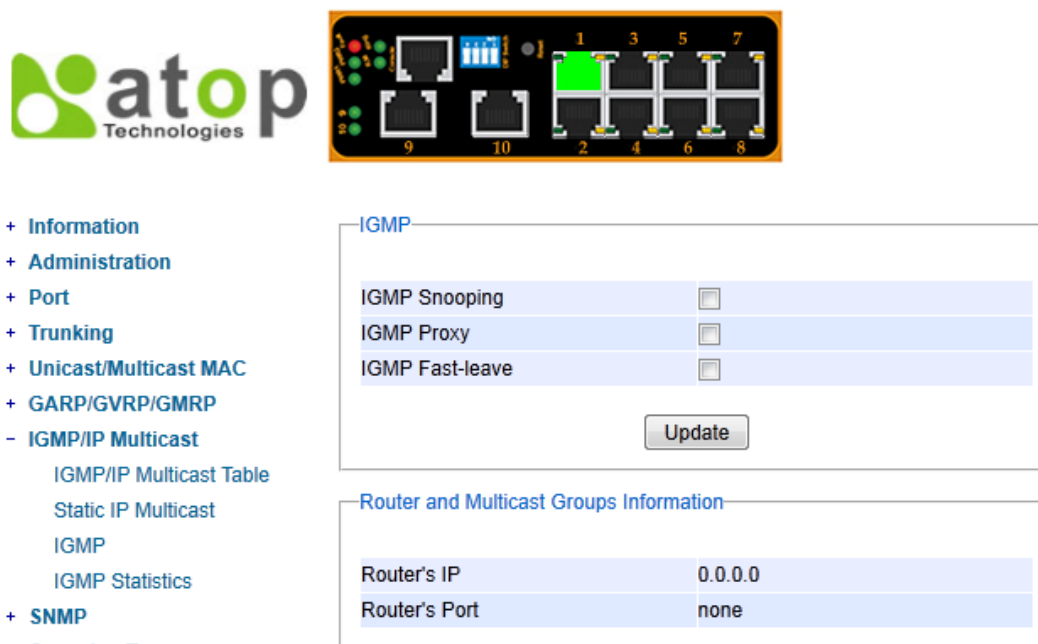 atop
Technologies
Console
Reset
1 3 5 7
9 10 2 4 6 8
+ Information
+ Administration
+ Port
+ Trunking
+ Unicast/Multicast MAC
+ GARP/GVRP/GMRP
− IGMP/IP Multicast
IGMP/IP Multicast Table
Static IP Multicast
IGMP
IGMP Statistics
+ SNMP
IGMP
IGMP Snooping
IGMP Proxy
IGMP Fast-leave
Update
Router and Multicast Groups Information
Router's IP 0.0.0.0
Router's Port none